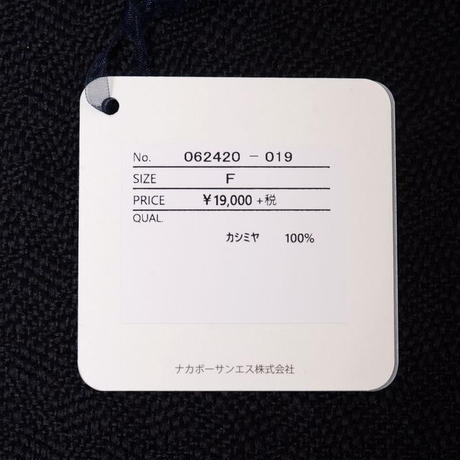 No. 062420 - 019
SIZE F
PRICE ¥19,000 +税
QUAL.
カシミヤ 100%
ナカボーサンエス株式会社